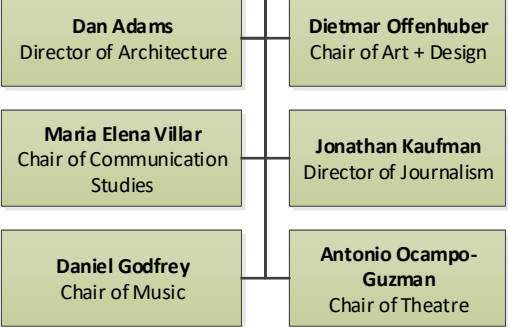 Dan Adams
Director of Architecture
Dietmar Offenhuber
Chair of Art + Design
Maria Elena Villar
Chair of Communication
Studies
Jonathan Kaufman
Director of Journalism
Daniel Godfrey
Chair of Music
Antonio Ocampo-
Guzman
Chair of Theatre